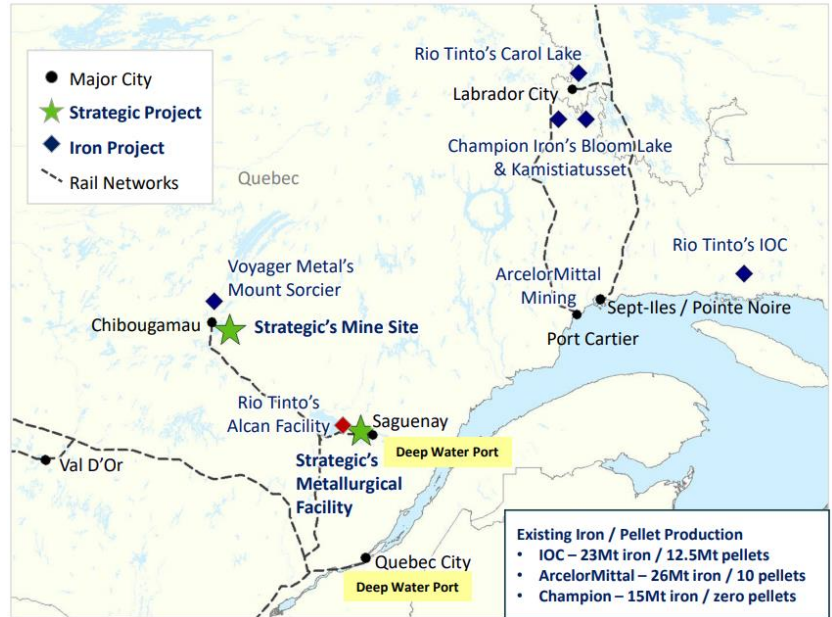 Major City
Strategic Project
Iron Project
Rail Networks
Quebec
Rio Tinto's Carol Lake
Labrador City
Champion Iron's Bloom Lake
& Kamistiatusset
Rio Tinto's IOC
ArcelorMittal
Mining
Sept-Iles / Pointe Noire
Port Cartier
Voyager Metal's
Mount Sorcier
Chibougamau
Strategic's Mine Site
Rio Tinto's
Alcan Facility
Saguenay
Deep Water Port
Strategic's
Metallurgical
Facility
Val D'Or
Quebec City
Deep Water Port
Existing Iron / Pellet Production
• IOC – 23Mt iron / 12.5Mt pellets
• ArcelorMittal – 26Mt iron / 10 pellets
• Champion – 15Mt iron / zero pellets